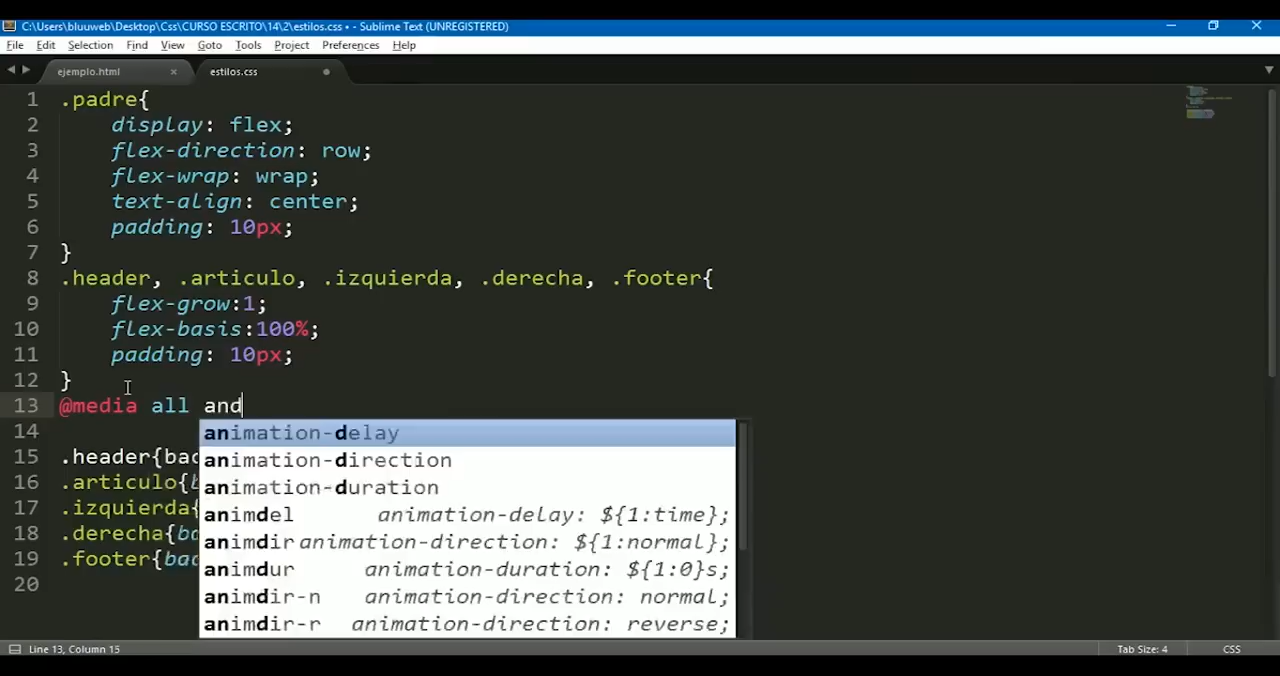 C:\Users\bluuweb\Desktop\Css\CURSO ESCRITO\14\2\estilos.css • - Sublime Text (UNREGISTERED)
File Edit Selection Find View Goto Tools Project Preferences Help
ejemplo.html × estilos.css
1 .padre{
2 display: flex;
3 flex-direction: row;
4 flex-wrap: wrap;
5 text-align: center;
6 padding: 10px;
7 }
8 .header, .articulo, .izquierda, .derecha, .footer{
9 flex-grow:1;
10 flex-basis:100%;
11 padding: 10px;
12 }
13 @media all and
14 animation-delay
15 .header{bac animation-direction
16 .articulo{b animation-duration
17 .izquierda{ animdel animation-delay: ${1:time};
18 .derecha{ba animdir animation-direction: ${1:normal};
19 .footer{bac animdur animation-duration: ${1:0}s;
20 animdir-n animation-direction: normal;
animdir-r animation-direction: reverse;
Line 13, Column 15 Tab Size: 4 CSS